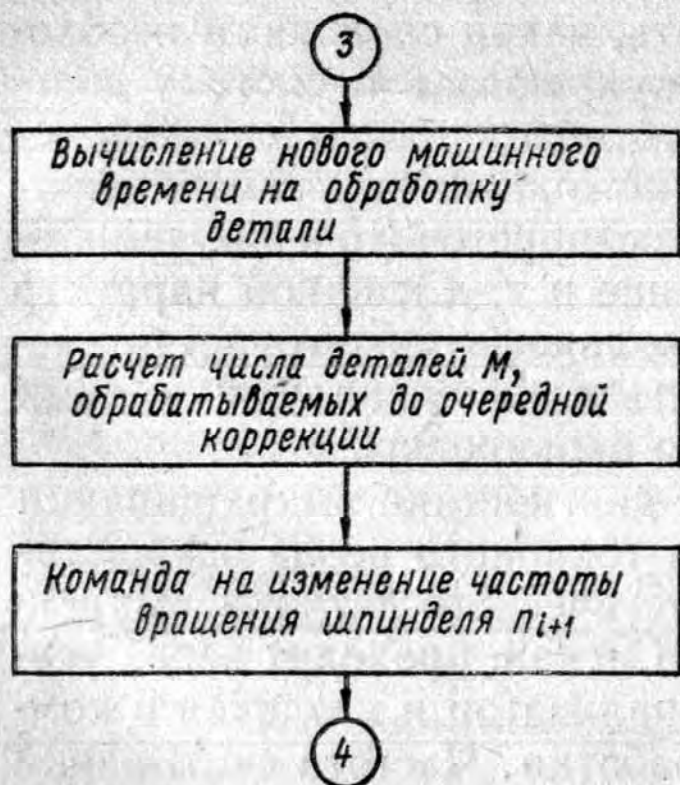 3
Вычисление нового машинного
времени на обработку
детали
Расчет числа деталей М,
обрабатываемых до очередной
коррекции
Команда на изменение частоты
вращения шпинделя n_{i+1}
4